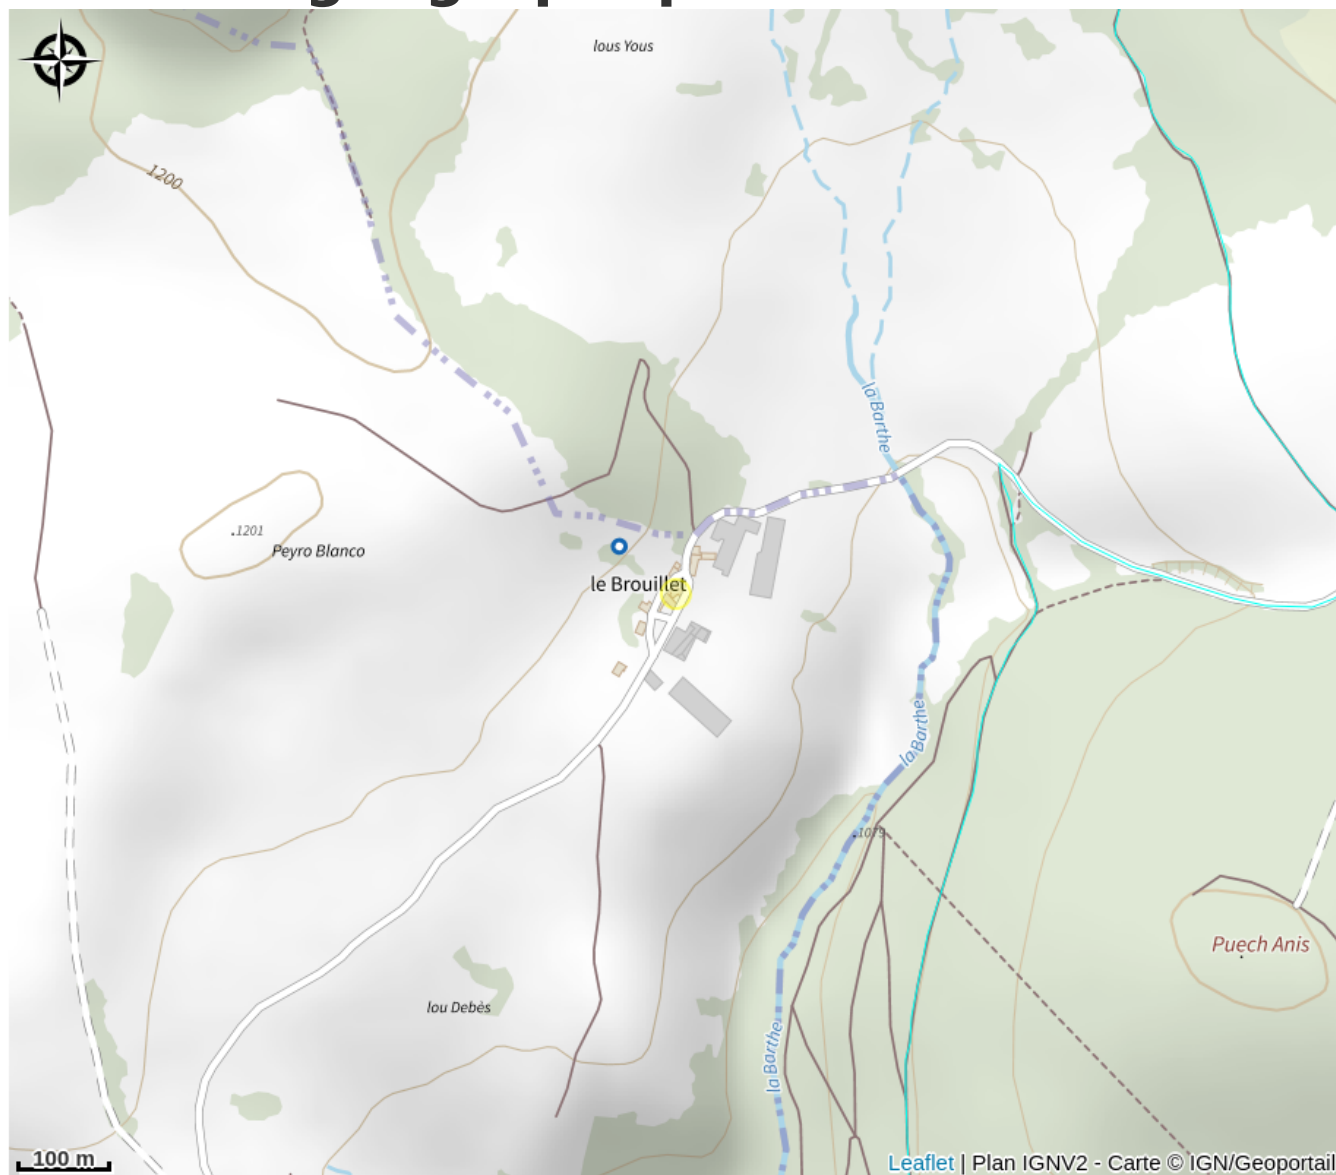 lous Yous
1200
la Barthe
.1201
Peyro Blanco
le Brouillet
la Barthe
.1079
Puech Anis
lou Debès
la Barthe
100 m
Leaflet | Plan IGNV2 - Carte © IGN/Geoportail